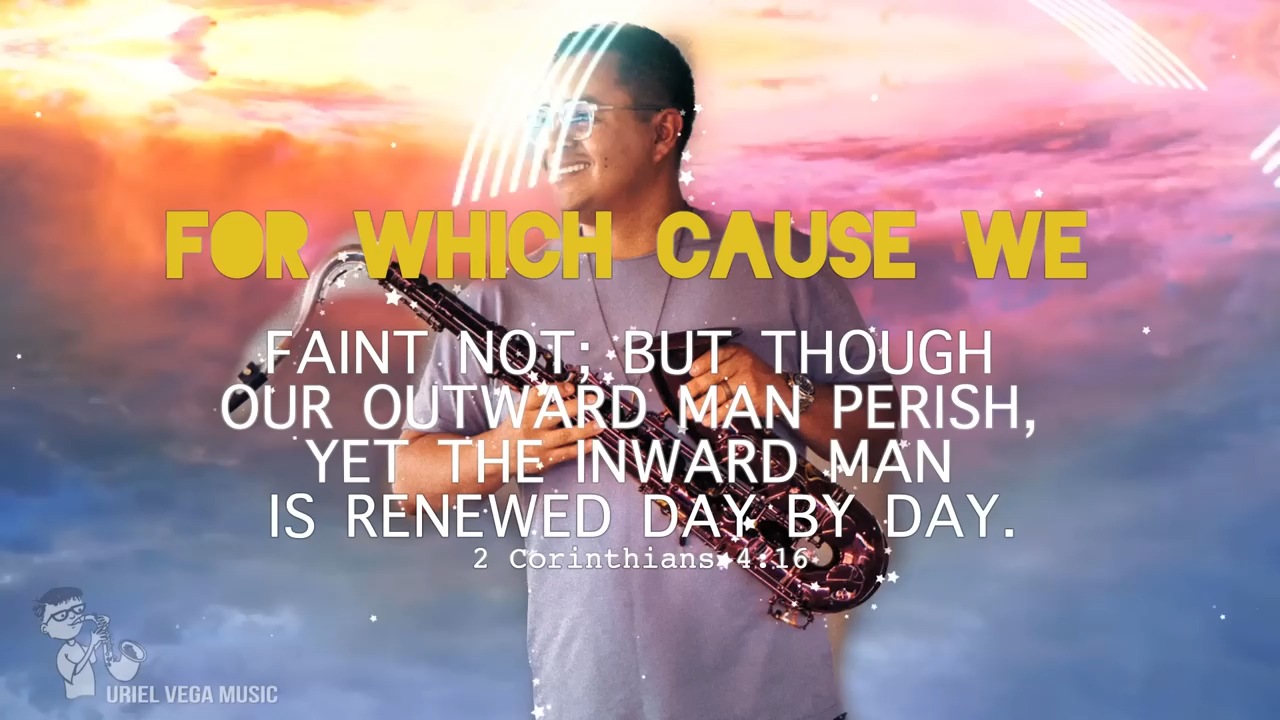 FOR WHICH CAUSE WE
FAINT NOT; BUT THOUGH
OUR OUTWARD MAN PERISH,
YET THE INWARD MAN
IS RENEWED DAY BY DAY.
2 Corinthians 4:16
URIEL VEGA MUSIC